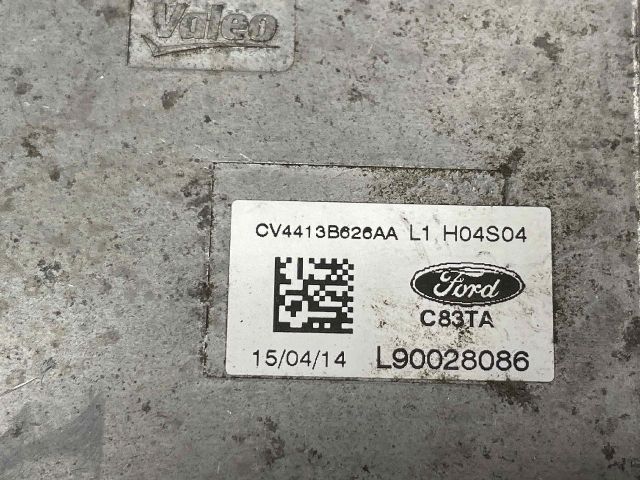 Valeo
CV4413B626AA L1 H04S04
Ford
C83TA
15/04/14 L90028086